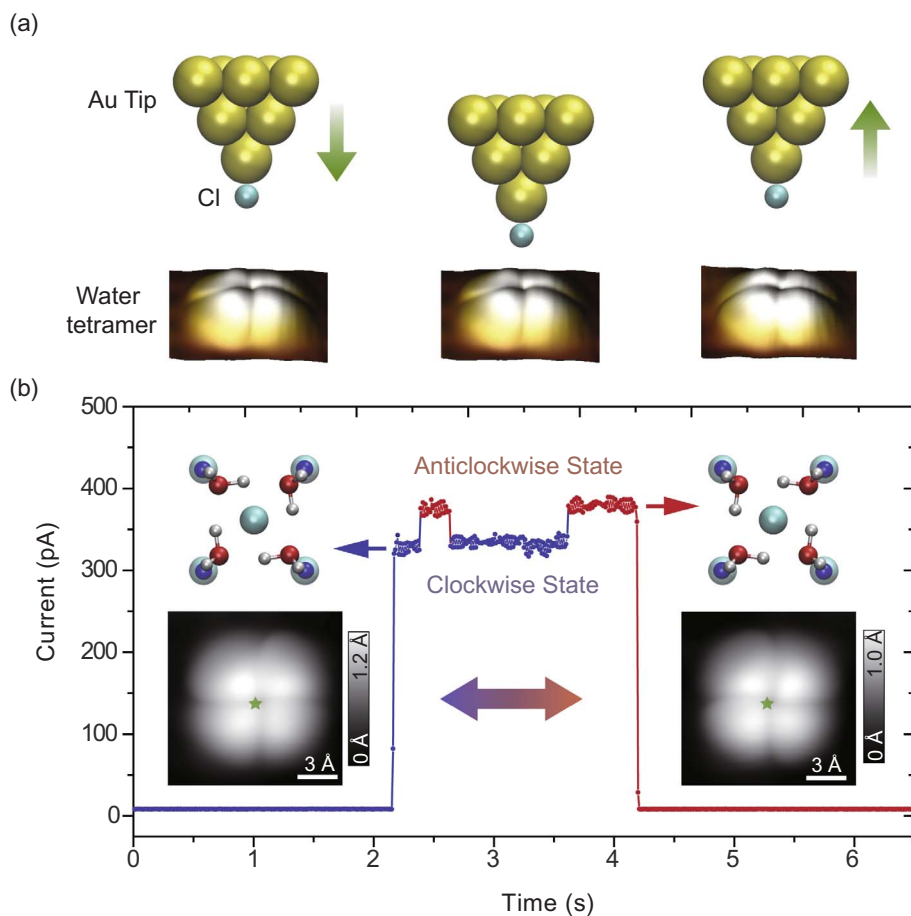 (a)
Au Tip
Cl
Water
tetramer
(b)
500
400
300
200
100
0
Current (pA)
Anticlockwise State
Clockwise State
1.2 Å
0 Å
3 Å
1.0 Å
0 Å
3 Å
0 1 2 3 4 5 6
Time (s)